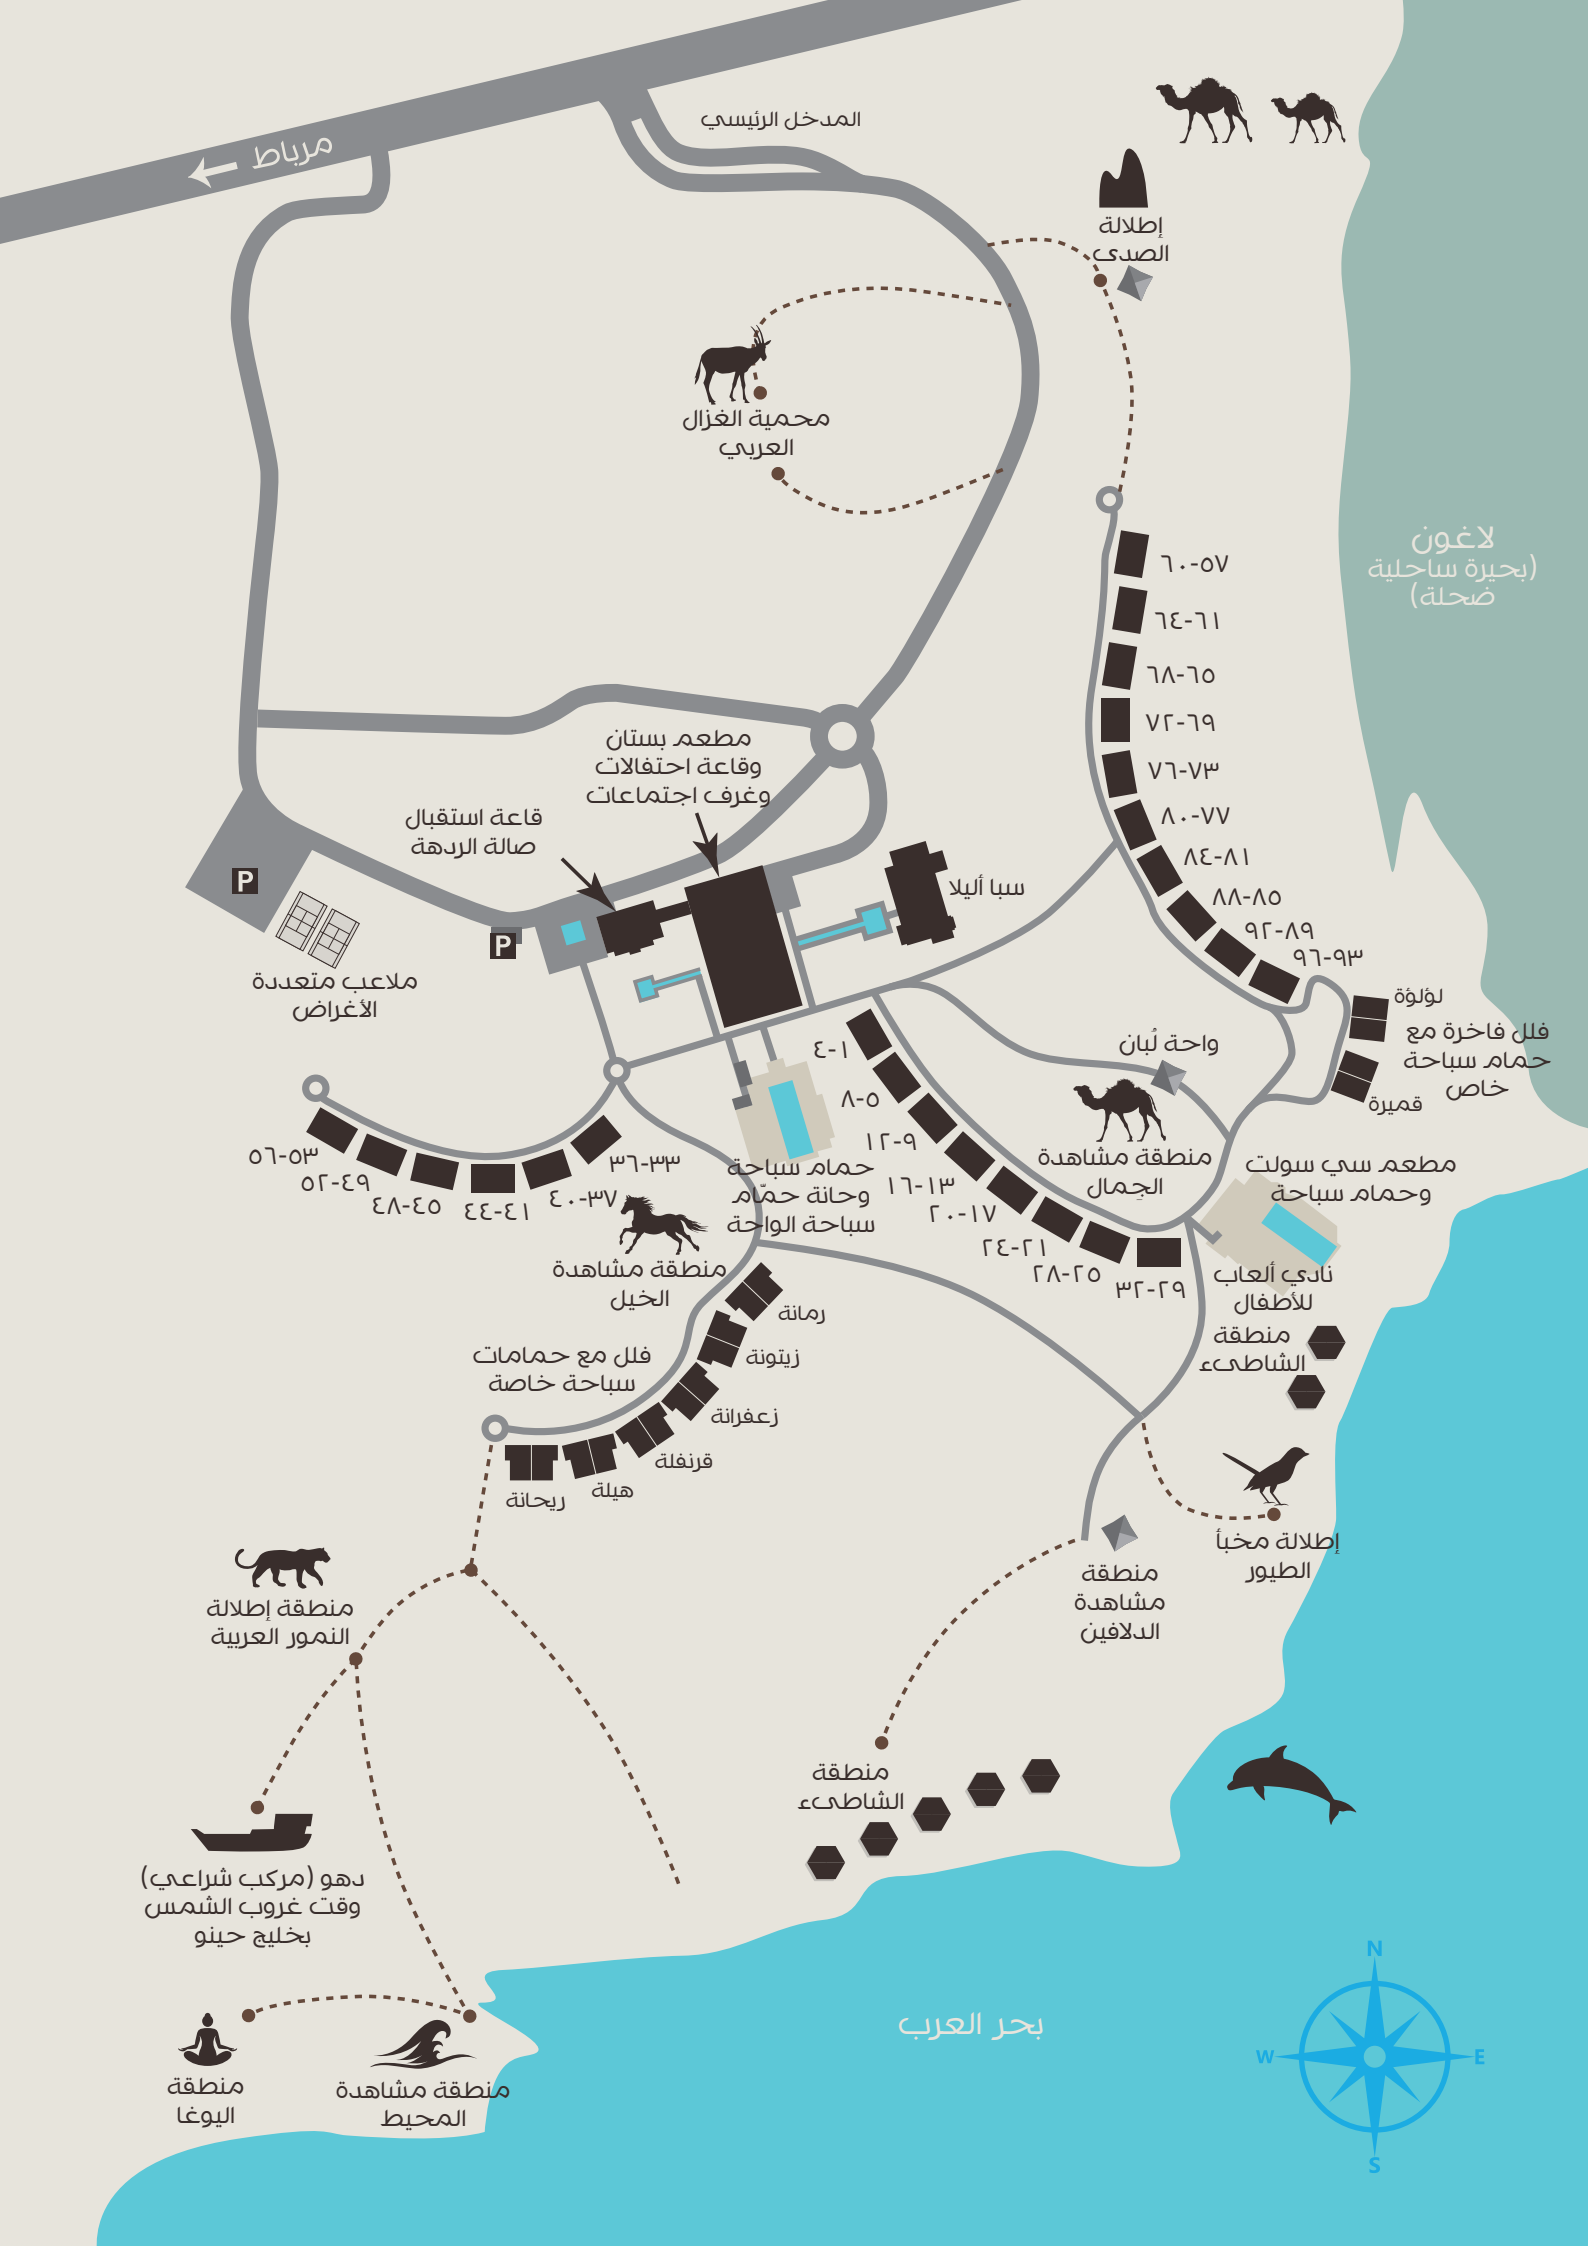 المدخل الرئيسي
مرباط
إطلالة
الصدى
محمية الغزال
العربي
لاغون
(بحيرة ساحلية
ضحلة)
٦٠-٥٧
٦٤-٦١
٦٨-٦٥
٧٢-٦٩
٧٦-٧٣
٨٠-٧٧
٨٤-٨١
٨٨-٨٥
٩٢-٨٩
٩٦-٩٣
مطعم بستان
وقاعة احتفالات
وغرف اجتماعات
قاعة استقبال
صالة الردهة
سبا أليلا
P
P
ملاعب متعددة
الأغراض
لؤلؤة
فلل فاخرة مع
حمام سباحة
خاص
قميرة
واحة لُبان
منطقة مشاهدة
الجِمال
٤-١
٨-٥
١٢-٩
١٦-١٣
٢٠-١٧
٢٤-٢١
٢٨-٢٥
٣٢-٢٩
٥٦-٥٣
٥٢-٤٩
٤٨-٤٥
٤٤-٤١
٤٠-٣٧
٣٦-٣٣
حمام سباحة
وحانة حمّام
سباحة الواحة
مطعم سي سولت
وحمام سباحة
نادي ألعاب
للأطفال
منطقة
الشاطىء
منطقة مشاهدة
الخيل
رمانة
زيتونة
زعفرانة
قرنفلة
هيلة
ريحانة
فلل مع حمامات
سباحة خاصة
إطلالة مخبأ
الطيور
منطقة
مشاهدة
الدلافين
منطقة إطلالة
النمور العربية
منطقة
الشاطىء
دهو (مركب شراعي)
وقت غروب الشمس
بخليج حينو
منطقة
اليوغا
منطقة مشاهدة
المحيط
بحر العرب
N
W
E
S